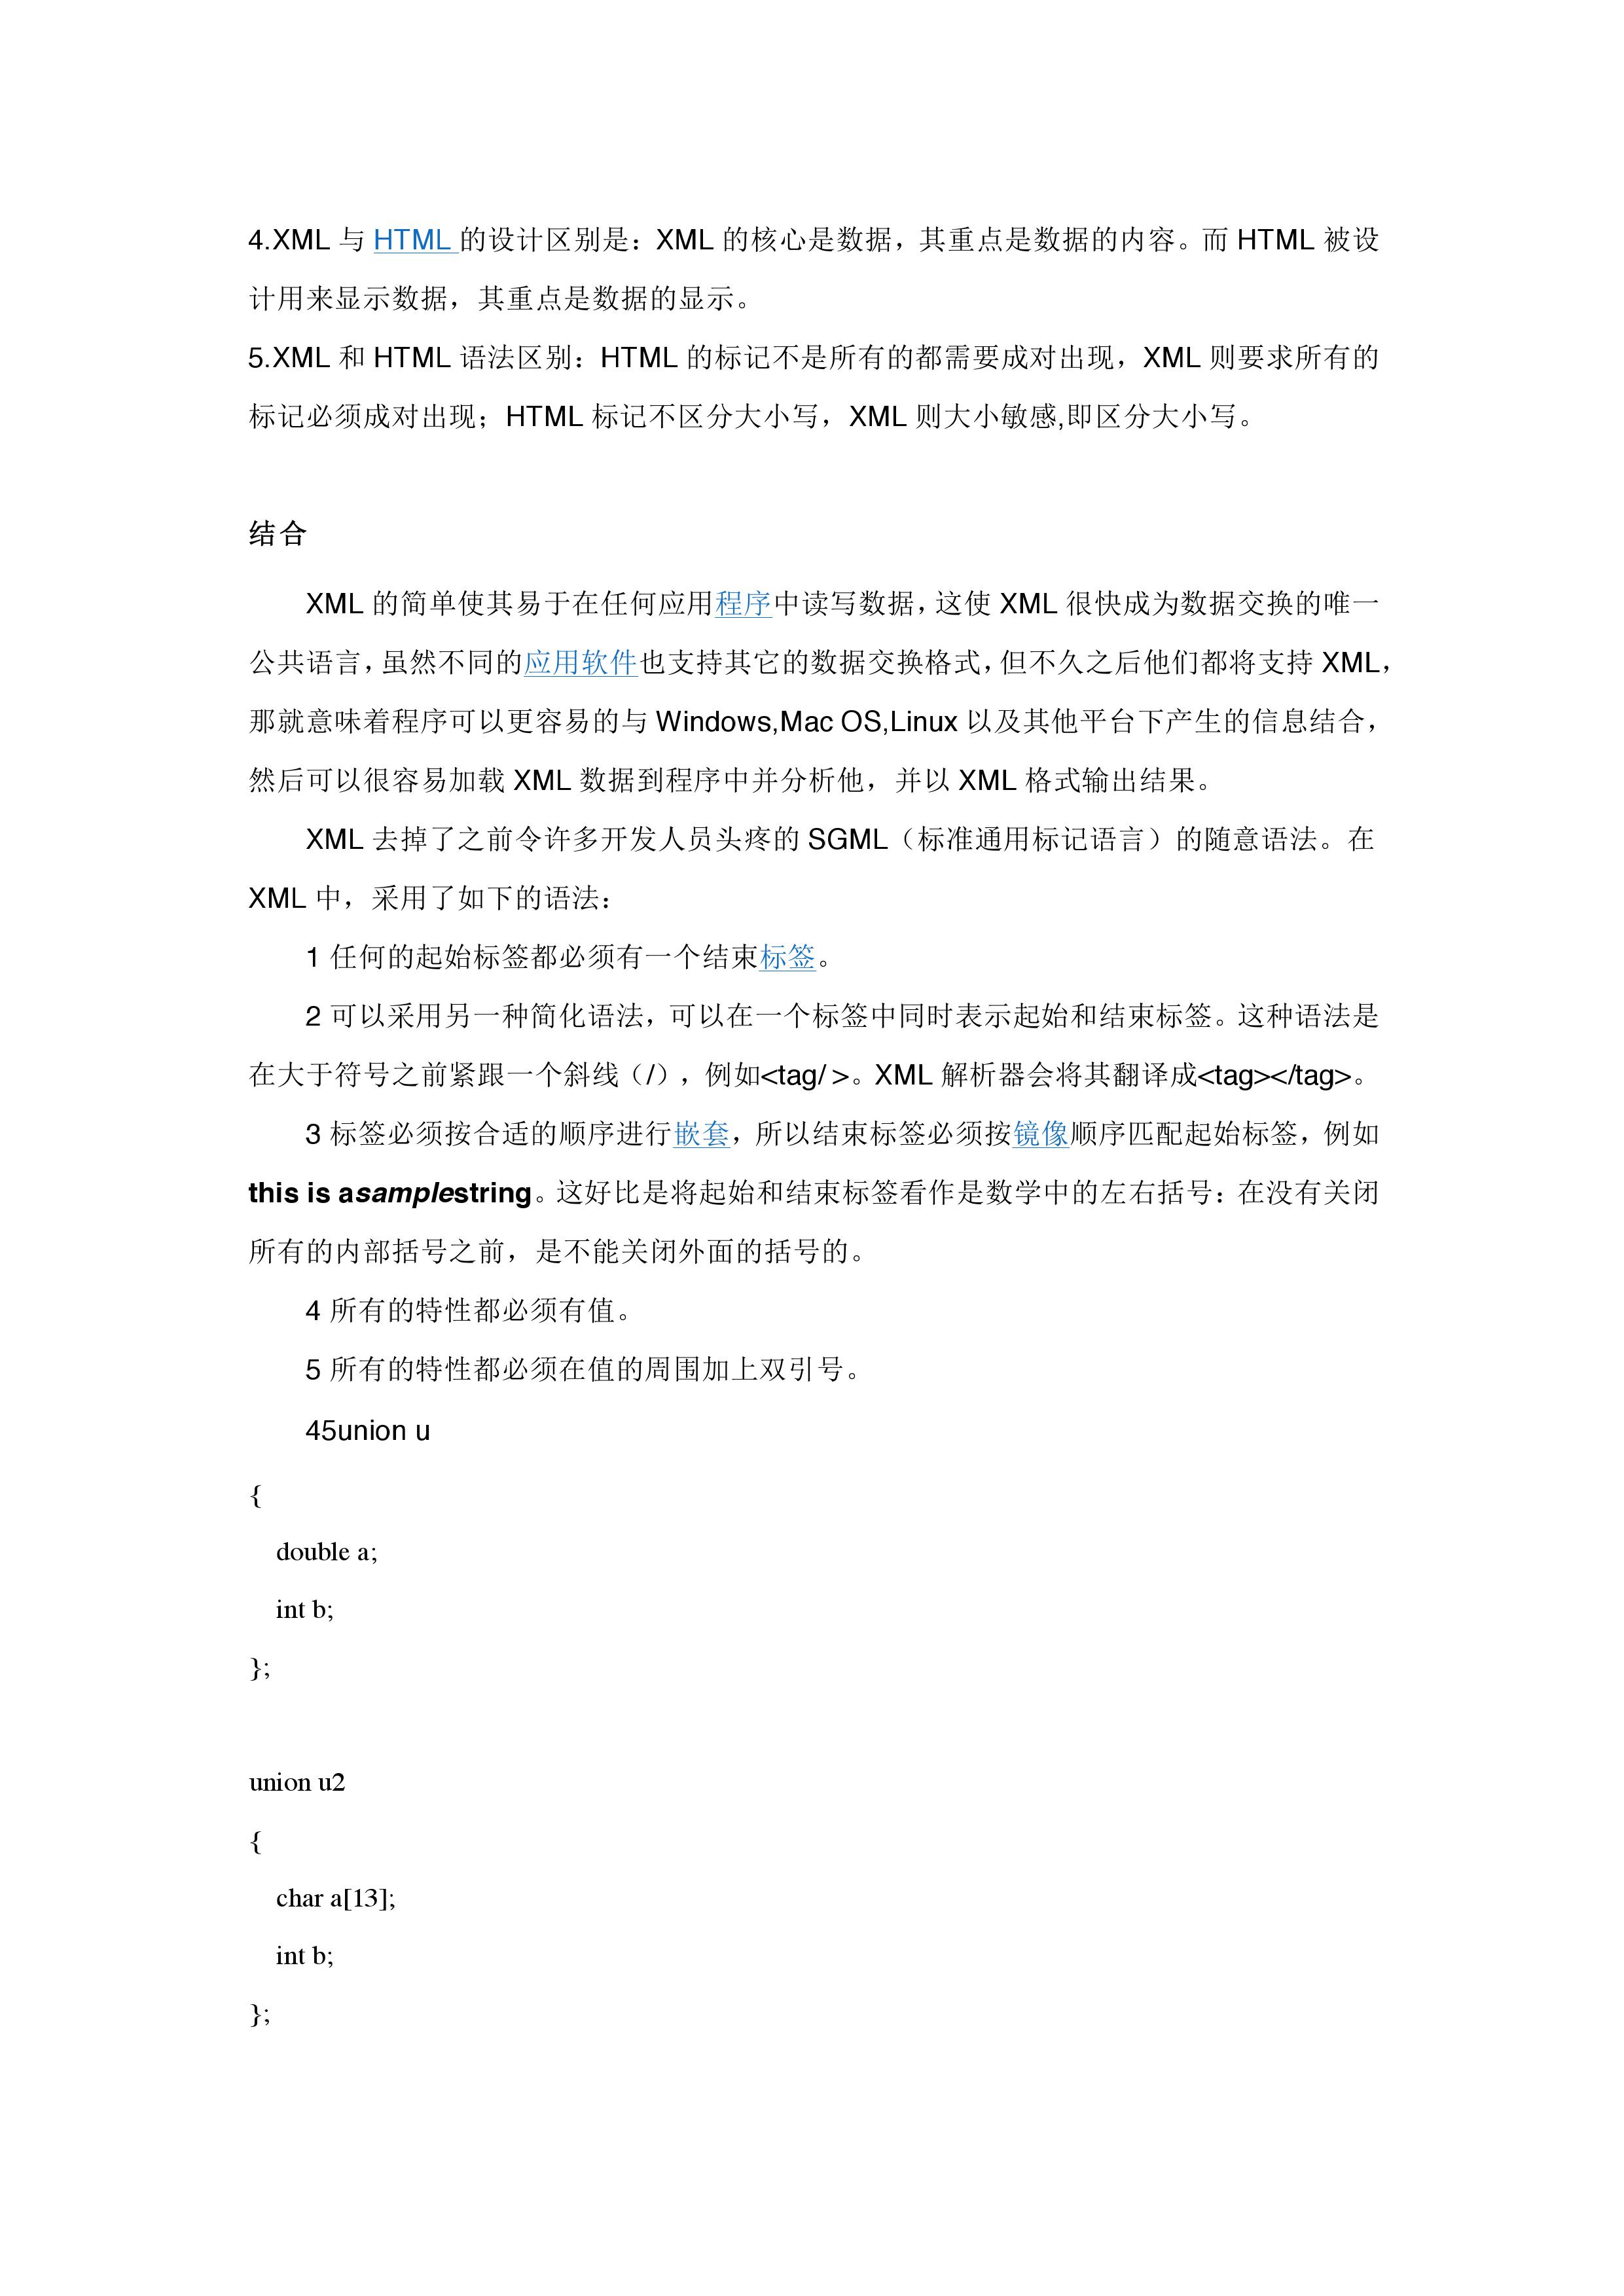 4.XML 与 HTML 的设计区别是：XML 的核心是数据，其重点是数据的内容。而 HTML 被设
计用来显示数据，其重点是数据的显示。
5.XML 和 HTML 语法区别：HTML 的标记不是所有的都需要成对出现，XML 则要求所有的
标记必须成对出现；HTML 标记不区分大小写，XML 则大小敏感,即区分大小写。
结合
XML 的简单使其易于在任何应用程序中读写数据，这使 XML 很快成为数据交换的唯一
公共语言，虽然不同的应用软件也支持其它的数据交换格式，但不久之后他们都将支持 XML，
那就意味着程序可以更容易的与 Windows,Mac OS,Linux 以及其他平台下产生的信息结合，
然后可以很容易加载 XML 数据到程序中并分析他，并以 XML 格式输出结果。
XML 去掉了之前令许多开发人员头疼的 SGML（标准通用标记语言）的随意语法。在
XML 中，采用了如下的语法：
1 任何的起始标签都必须有一个结束标签。
2 可以采用另一种简化语法，可以在一个标签中同时表示起始和结束标签。这种语法是
在大于符号之前紧跟一个斜线（/），例如<tag/ >。XML 解析器会将其翻译成<tag></tag>。
3 标签必须按合适的顺序进行嵌套，所以结束标签必须按镜像顺序匹配起始标签，例如
this is asamplestring。这好比是将起始和结束标签看作是数学中的左右括号：在没有关闭
所有的内部括号之前，是不能关闭外面的括号的。
4 所有的特性都必须有值。
5 所有的特性都必须在值的周围加上双引号。
45union u
{
double a;
int b;
};
union u2
{
char a[13];
int b;
};